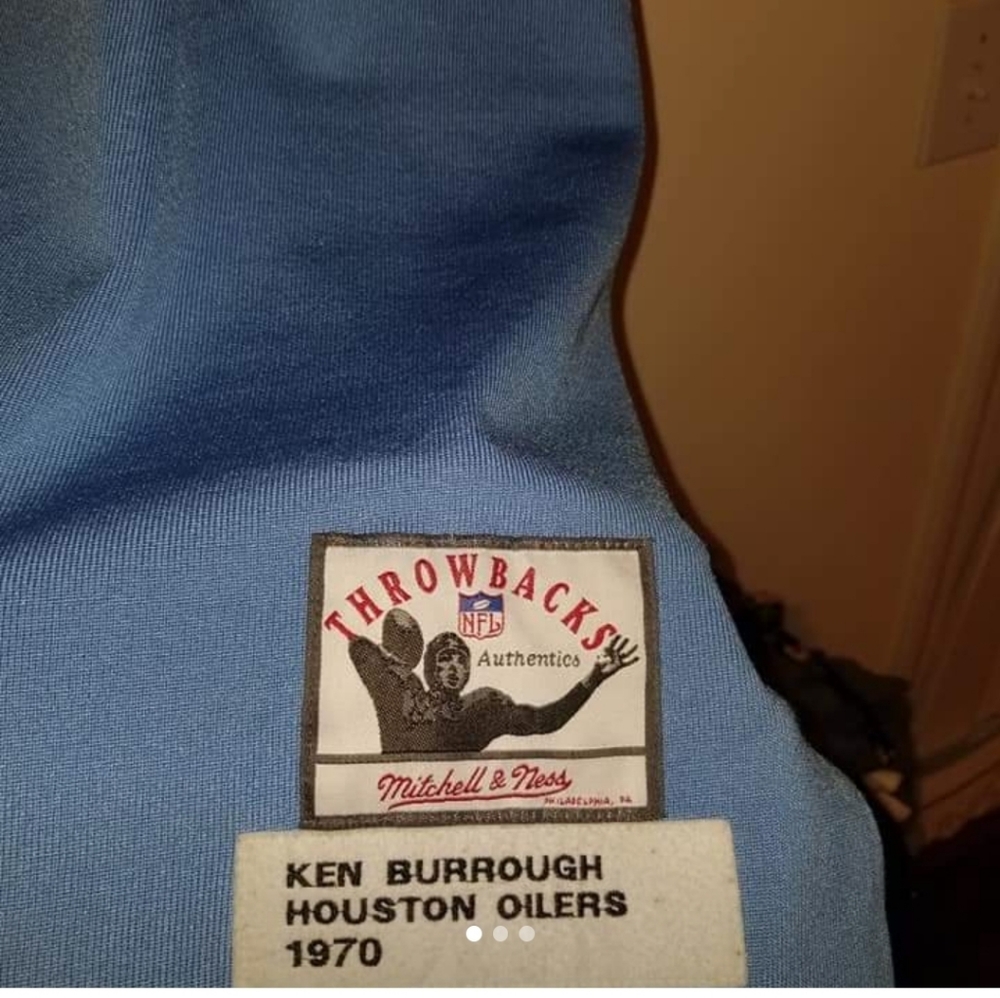 THROWBACKS
NFL
Authentics
Mitchell & Ness
PHILADELPHIA, PA
KEN BURROUGH
HOUSTON OILERS
1970